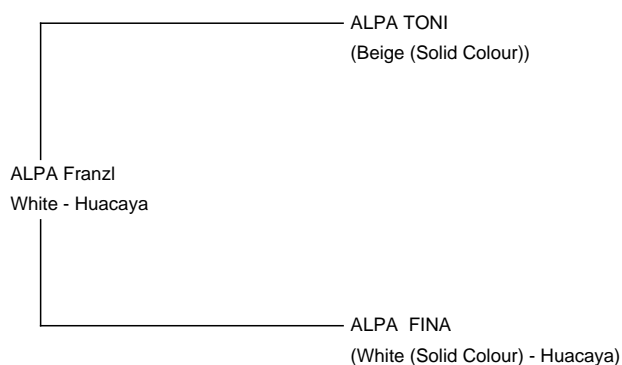 ALPA TONI
(Beige (Solid Colour))
ALPA Franzl
White - Huacaya
ALPA  FINA
(White (Solid Colour) - Huacaya)